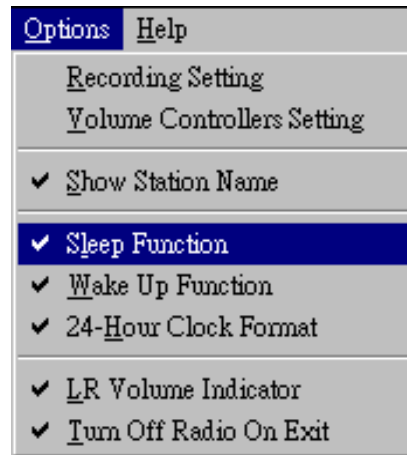 Options Help
Recording Setting
Volume Controllers Setting
Show Station Name
Sleep Function
Wake Up Function
24-Hour Clock Format
LR Volume Indicator
Turn Off Radio On Exit